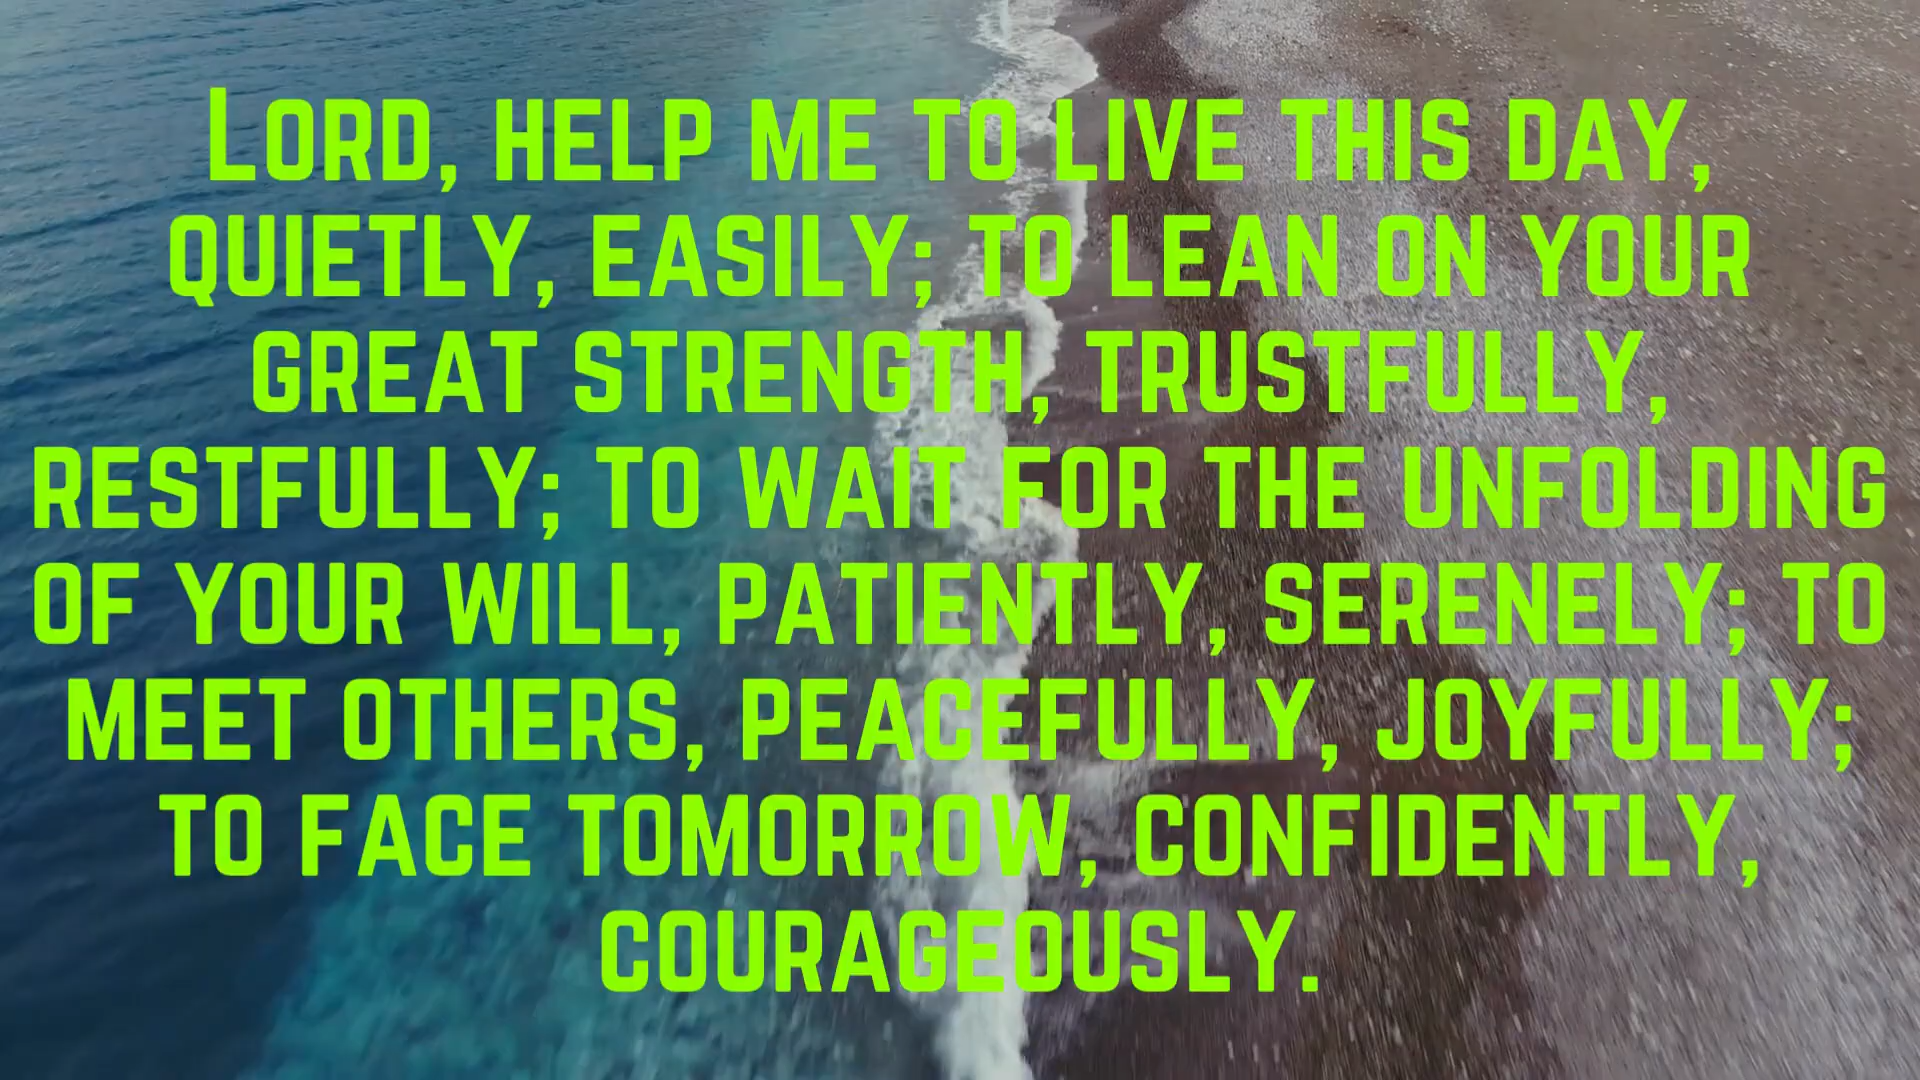 Lord, help me to live this day,
quietly, easily; to lean on your
great strength, trustfully,
restfully; to wait for the unfolding
of your will, patiently, serenely; to
meet others, peacefully, joyfully;
to face tomorrow, confidently,
courageously.